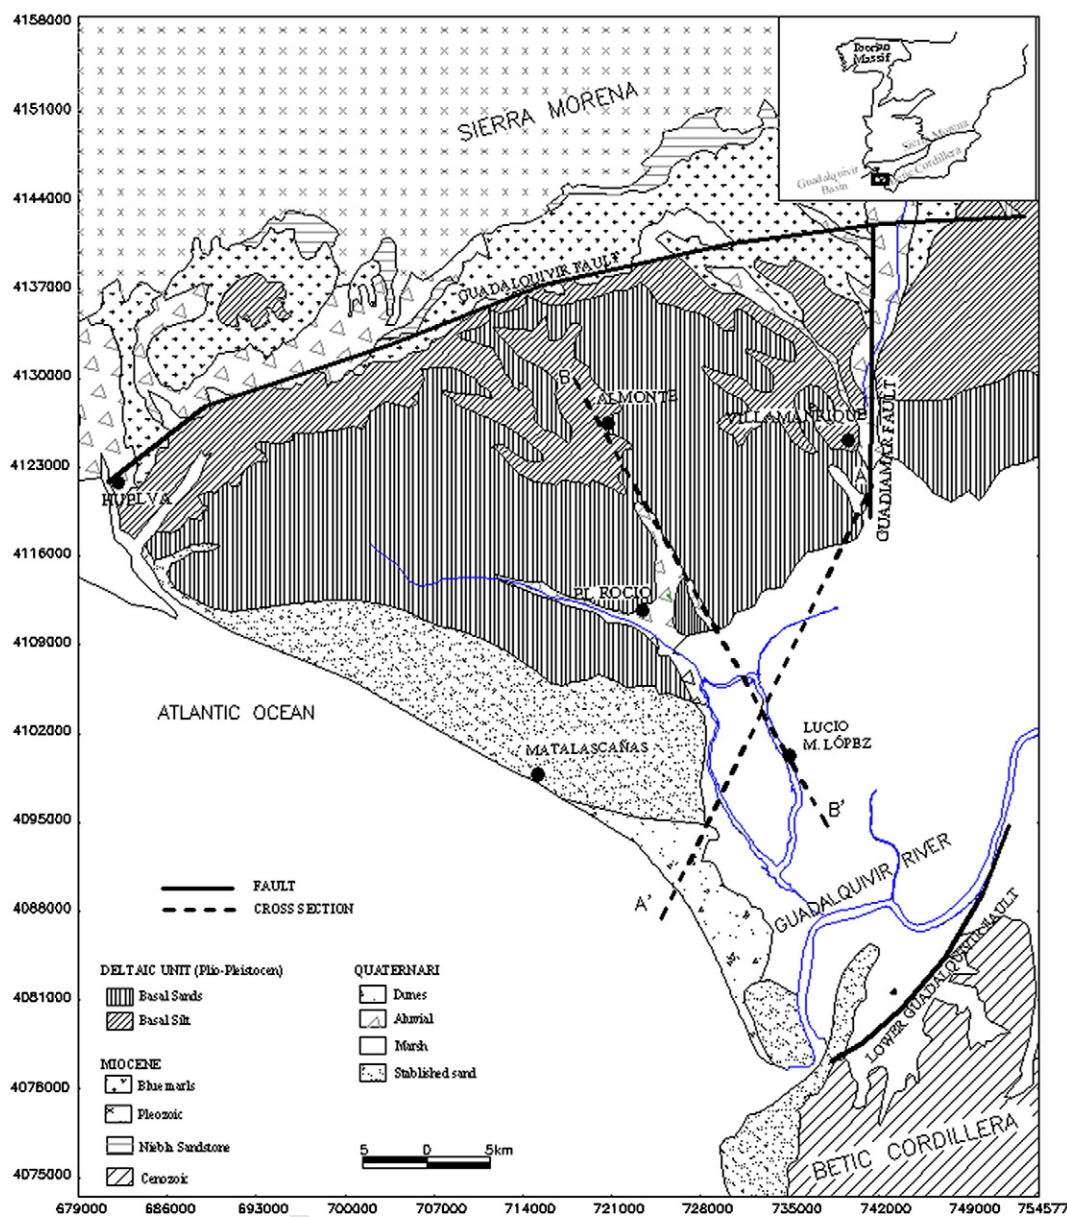 4158000
4151000
4144000
4137000
4130000
4123000
4116000
4109000
4102000
4095000
4088000
4081000
4078000
4075000
679000
686000
693000
700000
707000
714000
721000
728000
735000
742000
749000
754577
Iberian
Massif
Sierra Morena
Betic Cordillera
Guadalquivir
Basin
SIERRA MORENA
GUADALQUIVIR FAULT
B
ALMONTE
VILLAMANRIQUE
A
GUADIAMAR FAULT
HUELVA
PL. ROCIO
ATLANTIC OCEAN
LUCIO
M. LÓPEZ
MATALASCAÑAS
B'
A'
GUADALQUIVIR RIVER
LOWER GUADALQUIVIR FAULT
BETIC CORDILLERA
FAULT
CROSS SECTION
DELTAIC UNIT (Plio-Pleistocen)
Basal Sands
Basal Silt
MIOCENE
Blue marls
Pleozoic
Niebla Sandstone
Cenozoic
QUATERNARI
Dunes
Aluvial
Marsh
Stablished sand
5 0 5km